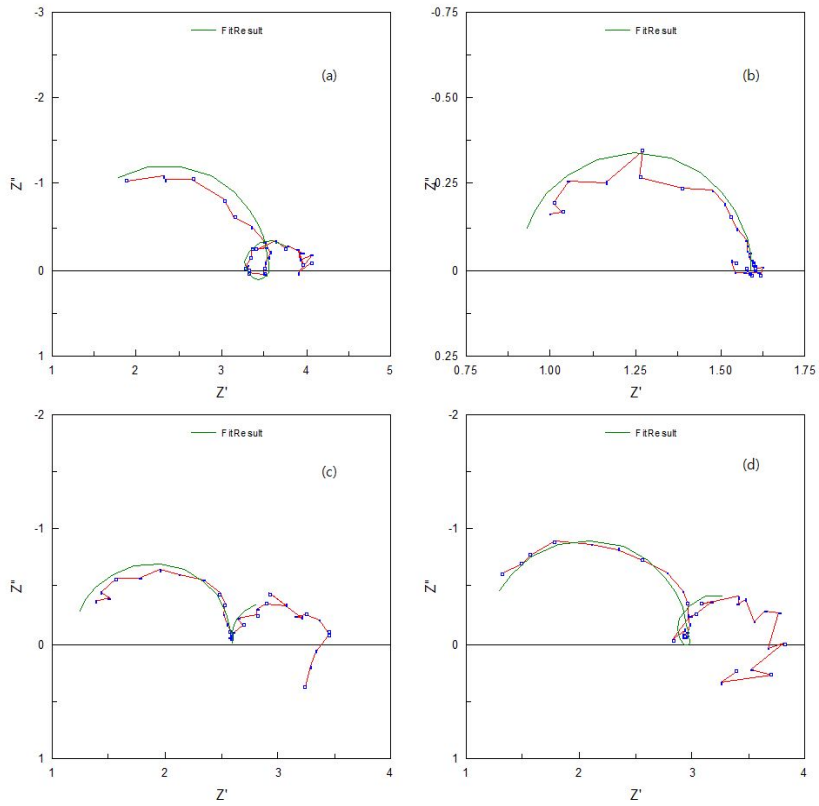 -3
FitResult
(a)
-2
-1
Z''
0
1
1
2
3
4
5
Z'
-0.75
FitResult
(b)
-0.50
-0.25
Z''
0
0.25
0.75
1.00
1.25
1.50
1.75
Z'
-2
FitResult
(c)
-1
Z''
0
1
1
2
3
4
Z'
-2
FitResult
(d)
-1
Z''
0
1
1
2
3
4
Z'